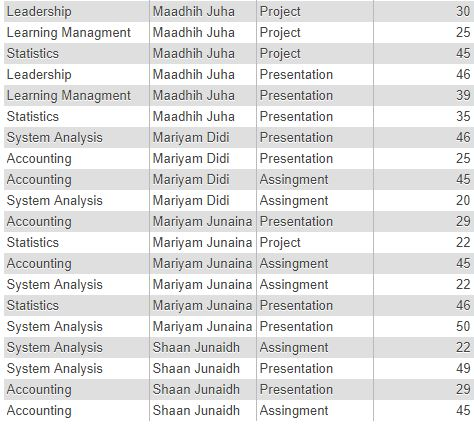 Leadership Maadhih Juha Project 30
Learning Managment Maadhih Juha Project 25
Statistics Maadhih Juha Project 45
Leadership Maadhih Juha Presentation 46
Learning Managment Maadhih Juha Presentation 39
Statistics Maadhih Juha Presentation 35
System Analysis Mariyam Didi Presentation 46
Accounting Mariyam Didi Presentation 25
Accounting Mariyam Didi Assingment 45
System Analysis Mariyam Didi Assingment 20
Accounting Mariyam Junaina Presentation 29
Statistics Mariyam Junaina Project 22
Accounting Mariyam Junaina Assingment 45
System Analysis Mariyam Junaina Assingment 22
Statistics Mariyam Junaina Presentation 46
System Analysis Mariyam Junaina Presentation 50
System Analysis Shaan Junaidh Assingment 22
System Analysis Shaan Junaidh Presentation 49
Accounting Shaan Junaidh Presentation 29
Accounting Shaan Junaidh Assingment 45